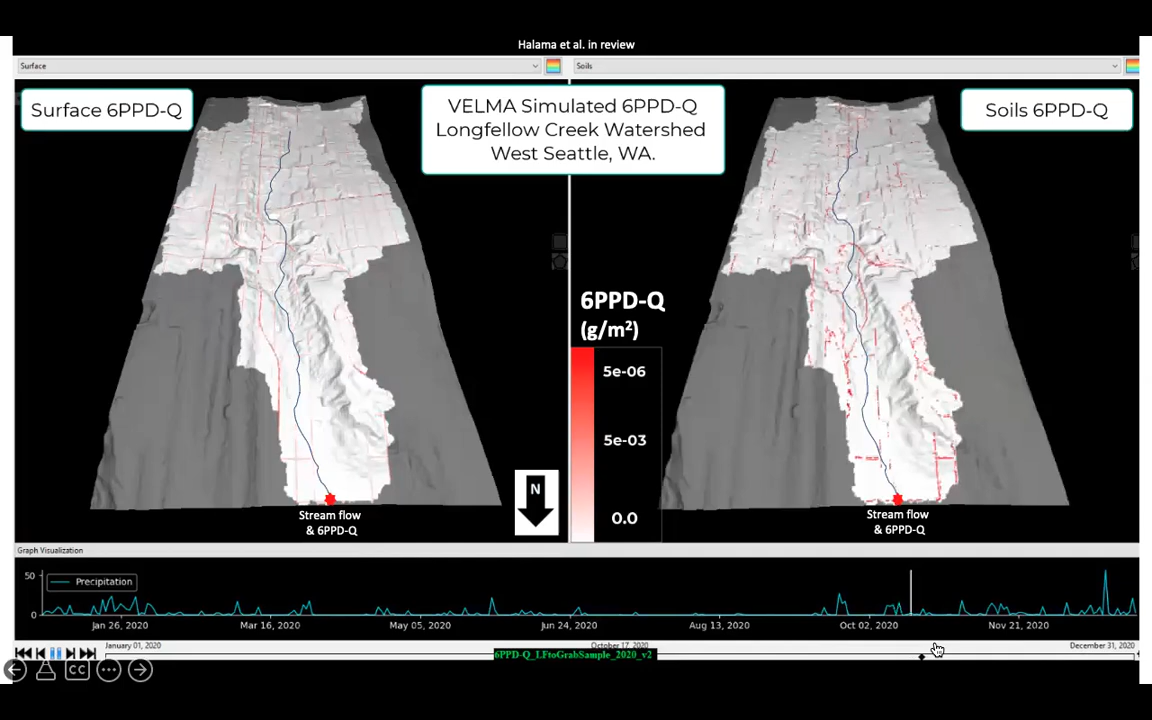 Halama et al. in review
Surface
Soils
Surface 6PPD-Q
VELMA Simulated 6PPD-Q
Longfellow Creek Watershed
West Seattle, WA.
Soils 6PPD-Q
6PPD-Q
(g/m²)
5e-06
5e-03
0.0
N
Stream flow
& 6PPD-Q
Stream flow
& 6PPD-Q
Graph Visualization
50
0
Precipitation
Jan 26, 2020
Mar 16, 2020
May 05, 2020
Jun 24, 2020
Aug 13, 2020
Oct 02, 2020
Nov 21, 2020
January 01, 2020
October 17, 2020
December 31, 2020
6PPD-Q_LFtoGrabSample_2020_v2
CC